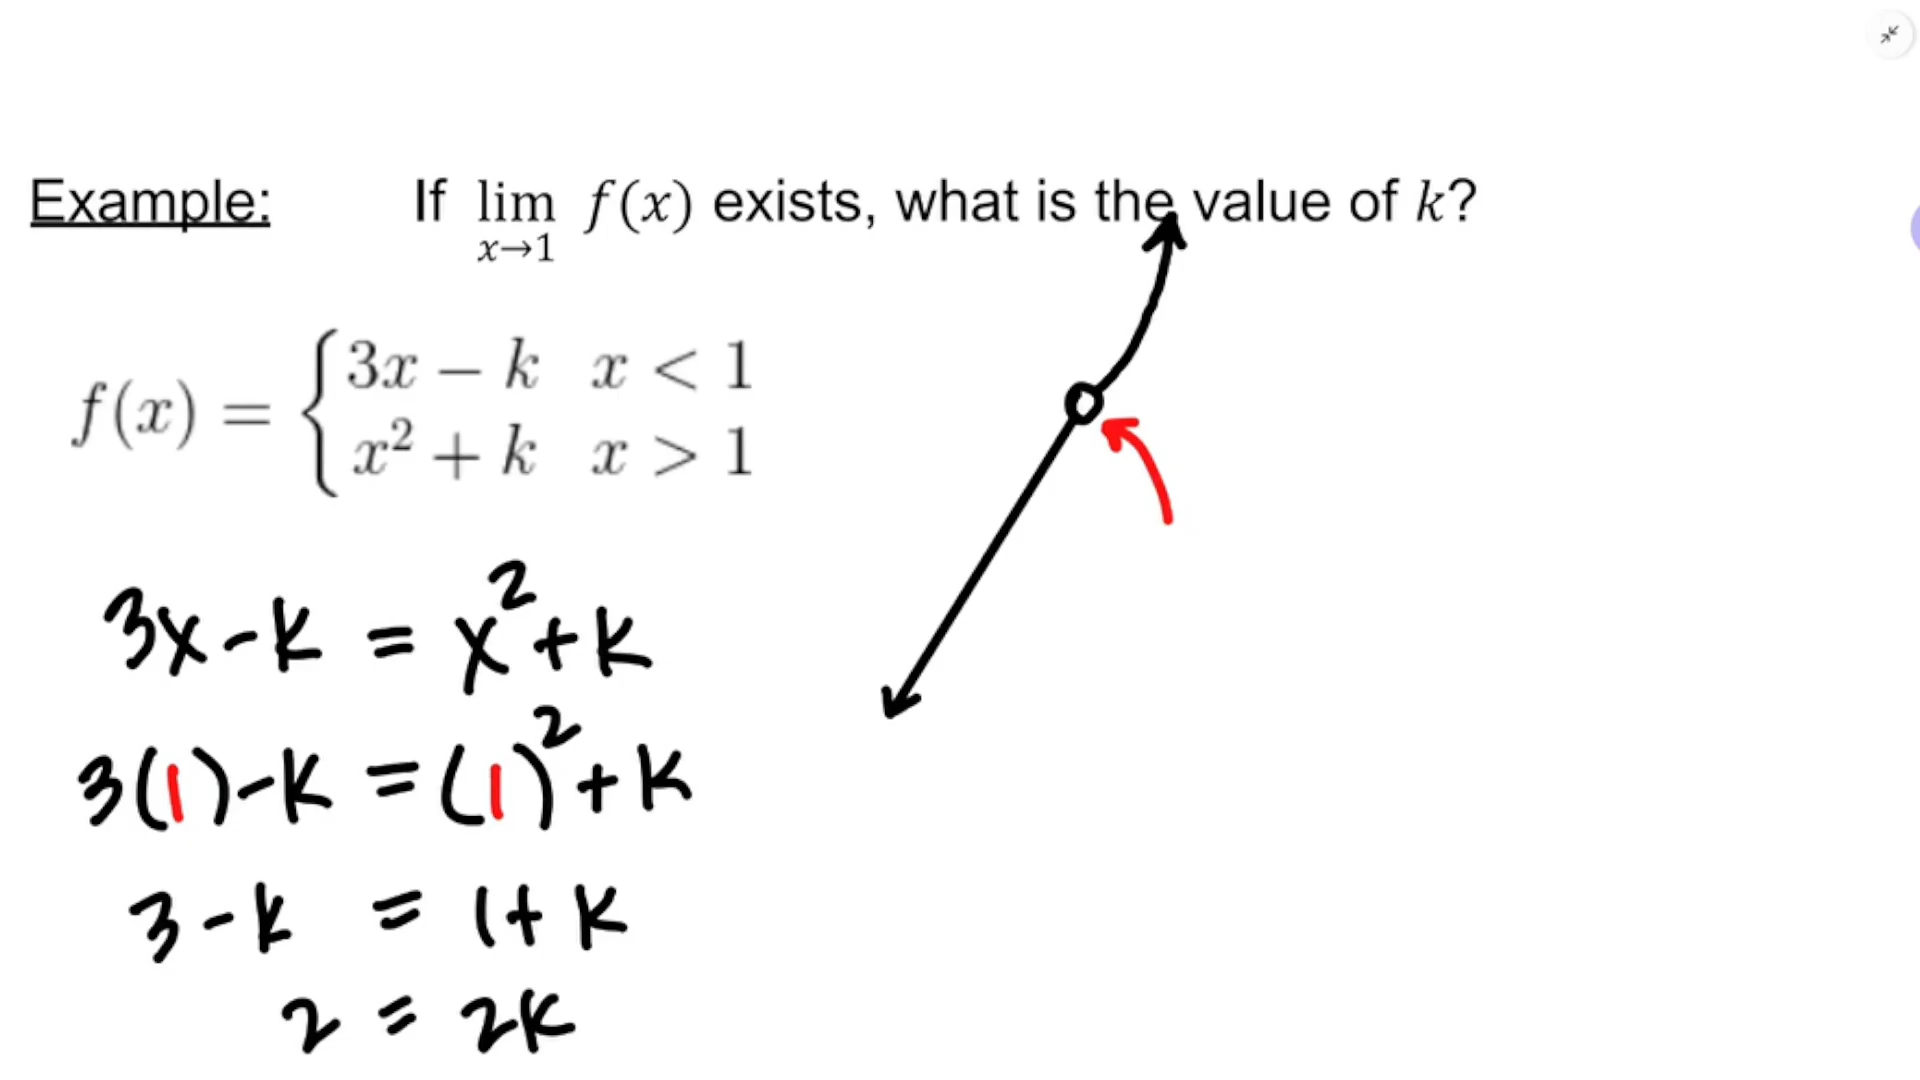 Example: If lim x→1 f(x) exists, what is the value of k?
f(x) = { 3x − k x < 1
x² + k x > 1
3x - k = x² + k
3(1) - k = (1)² + k
3 - k = 1 + k
2 = 2k